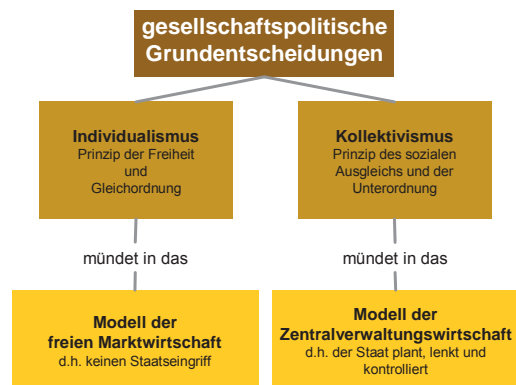 gesellschaftspolitische
Grundentscheidungen
Individualismus
Prinzip der Freiheit
und
Gleichordnung
Kollektivismus
Prinzip des sozialen
Ausgleichs und der
Unterordnung
mündet in das
mündet in das
Modell der
freien Marktwirtschaft
d.h. keinen Staatseingriff
Modell der
Zentralverwaltungswirtschaft
d.h. der Staat plant, lenkt und
kontrolliert